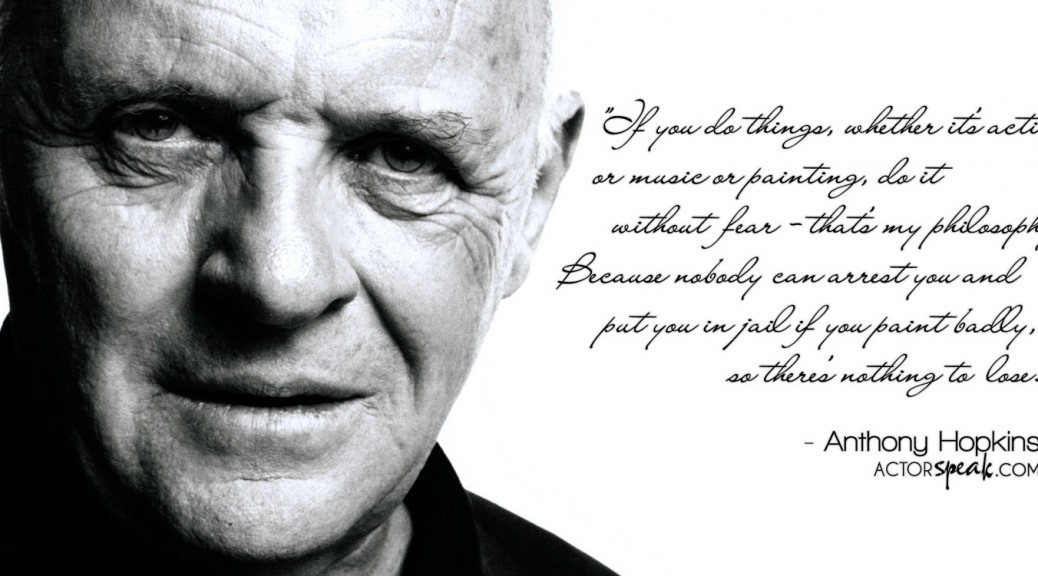 "If you do things, whether it's acti
or music or painting, do it
without fear - that's my philosoph
Because nobody can arrest you and
put you in jail if you paint badly,
so there's nothing to lose.
- Anthony Hopkins
ACTORspeak.COM